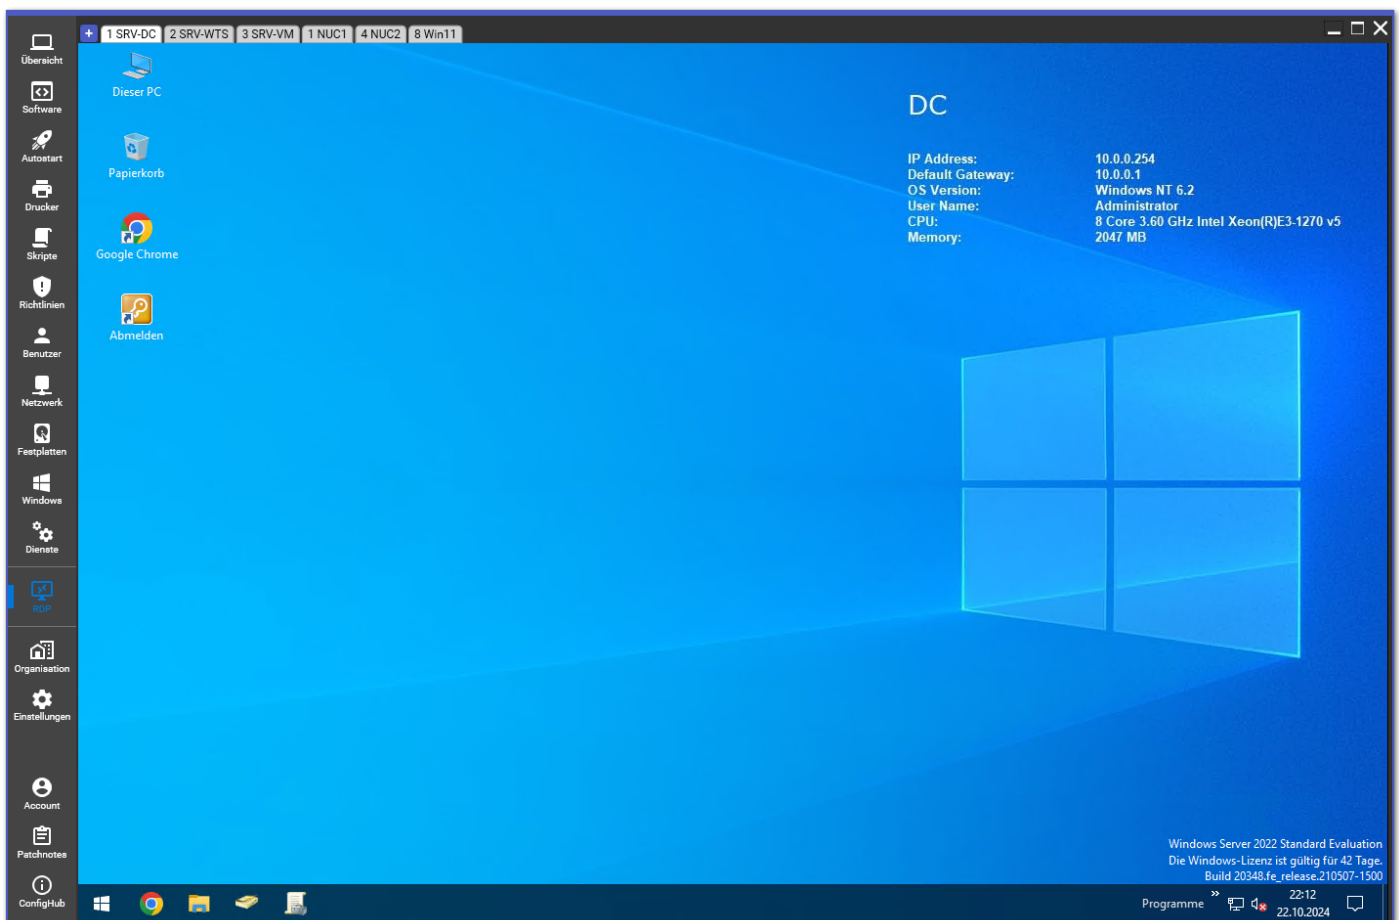 + 1 SRV-DC 2 SRV-WTS 3 SRV-VM 1 NUC1 4 NUC2 8 Win11
Übersicht
Software
Autostart
Drucker
Skripte
Richtlinien
Benutzer
Netzwerk
Festplatten
Windows
Dienste
RDP
Organisation
Einstellungen
Account
Patchnotes
ConfigHub
Dieser PC
Papierkorb
Google Chrome
Abmelden
DC
IP Address: 10.0.0.254
Default Gateway: 10.0.0.1
OS Version: Windows NT 6.2
User Name: Administrator
CPU: 8 Core 3.60 GHz Intel Xeon(R)E3-1270 v5
Memory: 2047 MB
Windows Server 2022 Standard Evaluation
Die Windows-Lizenz ist gültig für 42 Tage.
Build 20348.fe_release.210507-1500
Programme » 22:12
22.10.2024